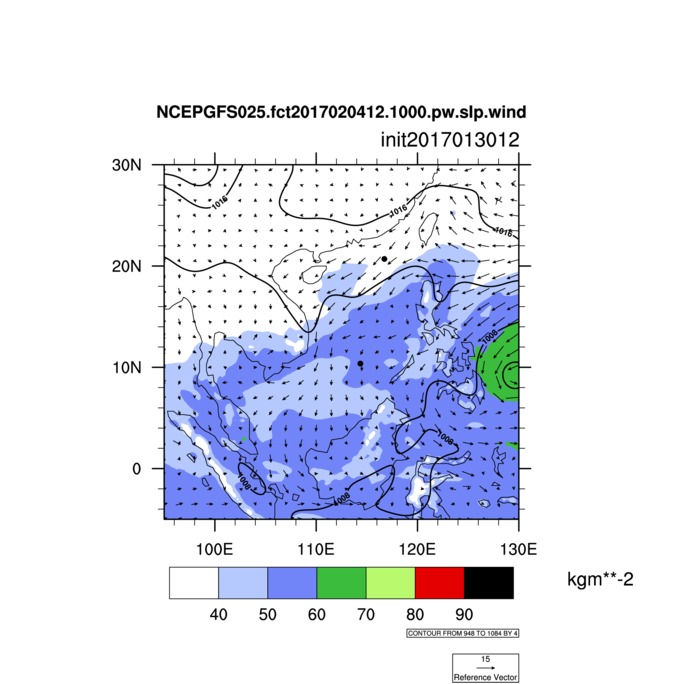 NCEPGFS025.fct2017020412.1000.pw.slp.wind
init2017013012
30N
20N
10N
0
1016
1016
1016
1008
1008
1008
1008
100E 110E 120E 130E
40 50 60 70 80 90
kgm**-2
CONTOUR FROM 948 TO 1084 BY 4
15
Reference Vector